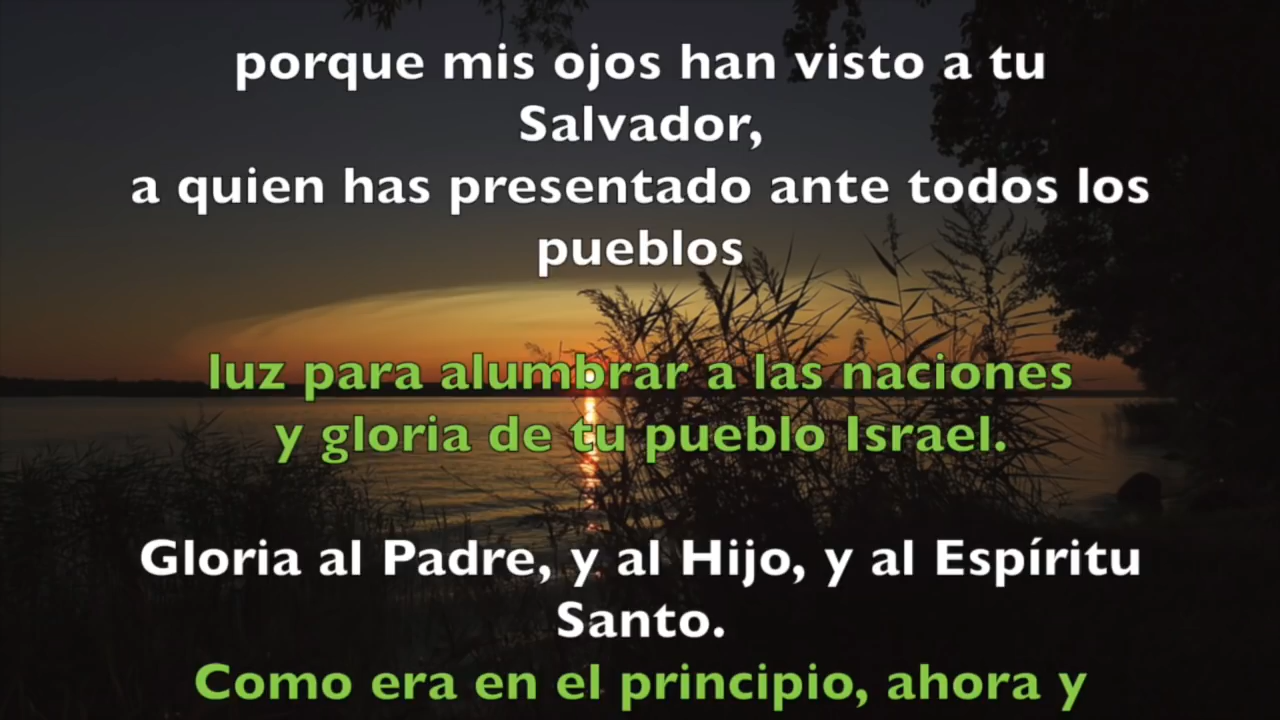 porque mis ojos han visto a tu
Salvador,
a quien has presentado ante todos los
pueblos
luz para alumbrar a las naciones
y gloria de tu pueblo Israel.
Gloria al Padre, y al Hijo, y al Espíritu
Santo.
Como era en el principio, ahora y